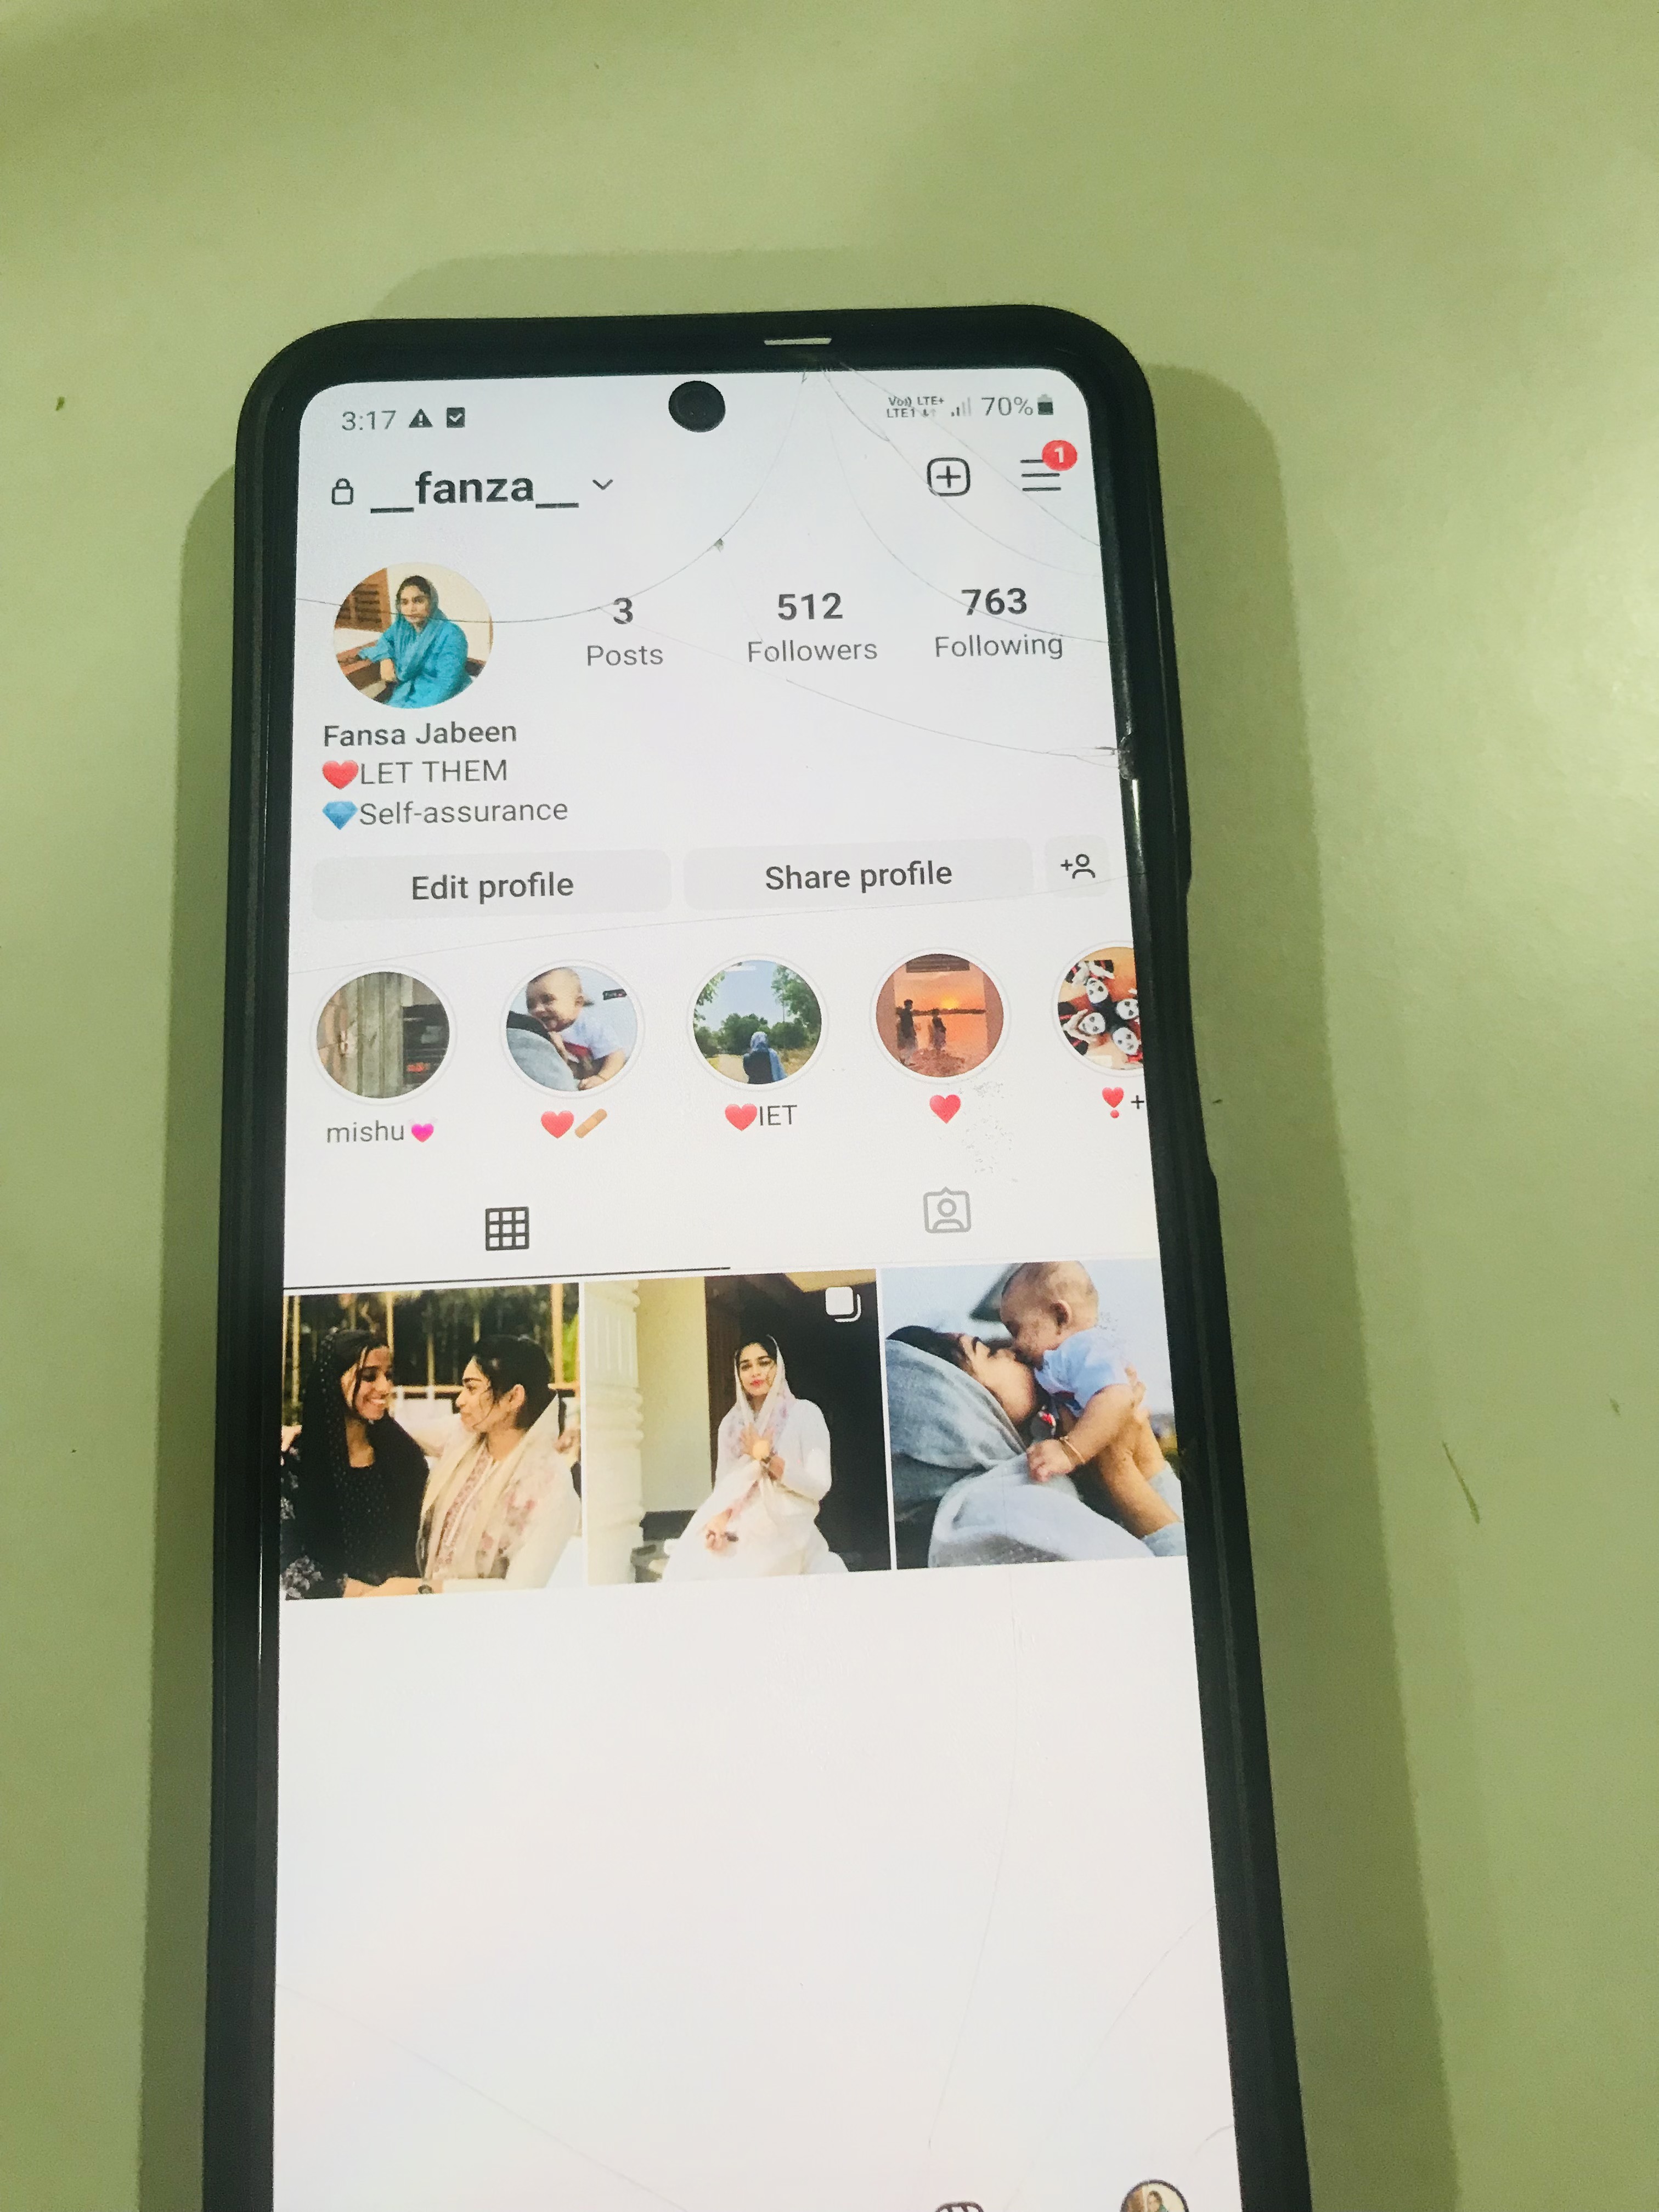 3:17 Vo)) LTE+ LTE1 70%
__fanza__ 1
3 512 763
Posts Followers Following
Fansa Jabeen
❤️LET THEM
💎Self-assurance
Edit profile Share profile
mishu💓 ❤️🩹 ❤️IET ❤️ ❣️+